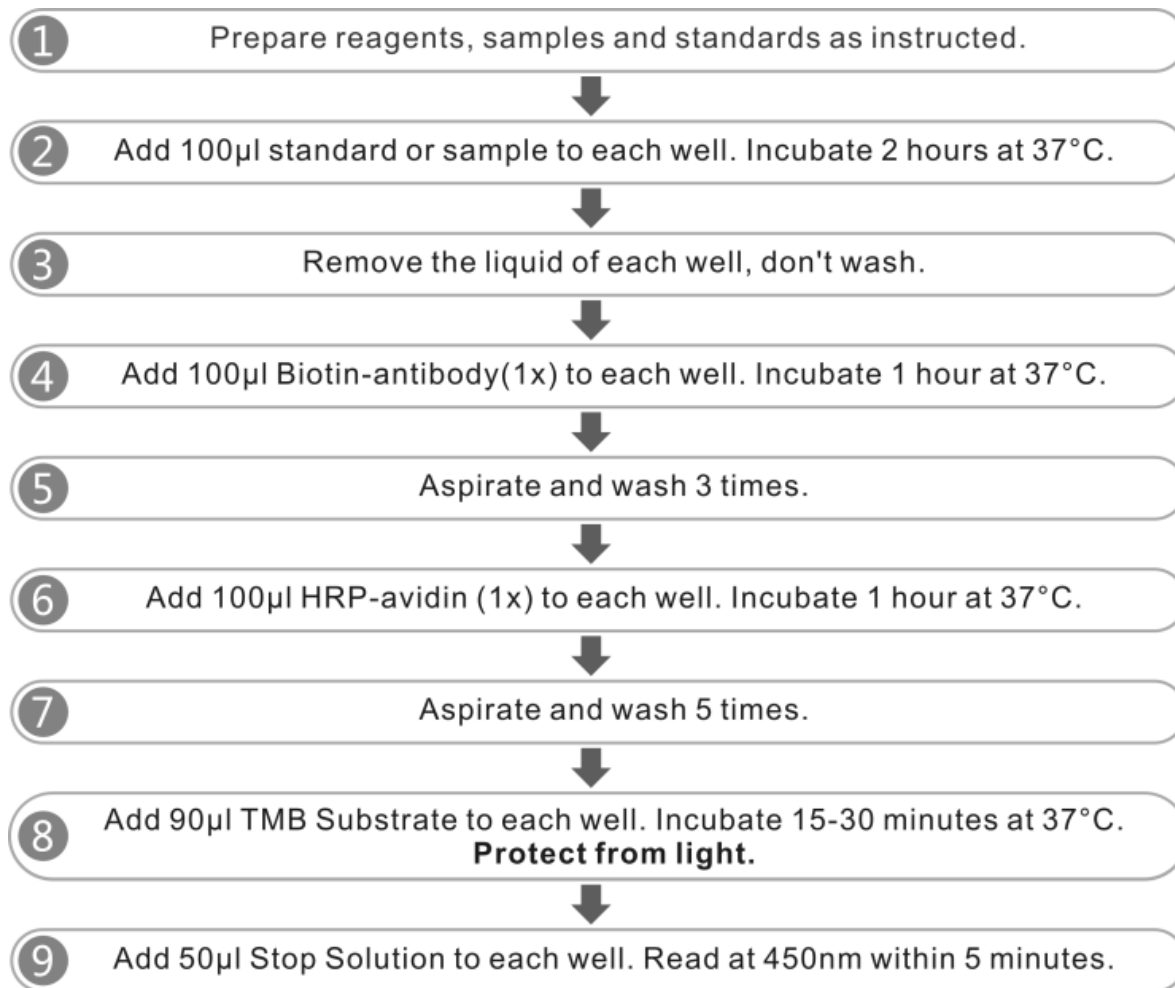 1 Prepare reagents, samples and standards as instructed.
2 Add 100µl standard or sample to each well. Incubate 2 hours at 37°C.
3 Remove the liquid of each well, don't wash.
4 Add 100µl Biotin-antibody(1x) to each well. Incubate 1 hour at 37°C.
5 Aspirate and wash 3 times.
6 Add 100µl HRP-avidin (1x) to each well. Incubate 1 hour at 37°C.
7 Aspirate and wash 5 times.
8 Add 90µl TMB Substrate to each well. Incubate 15-30 minutes at 37°C.
Protect from light.
9 Add 50µl Stop Solution to each well. Read at 450nm within 5 minutes.